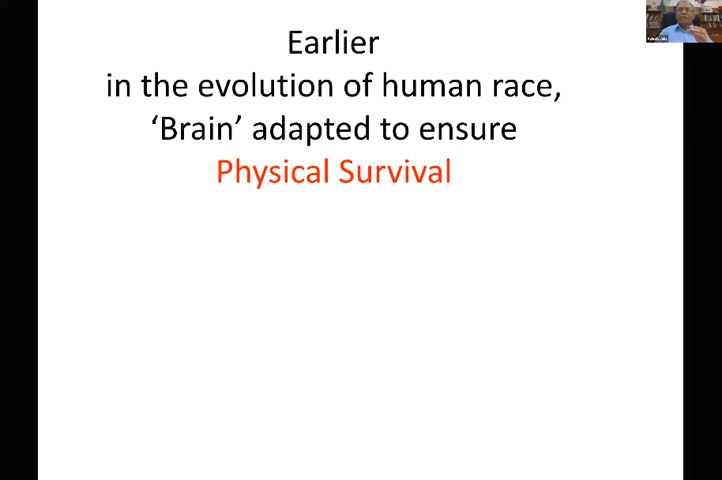 Earlier
in the evolution of human race,
‘Brain’ adapted to ensure
Physical Survival